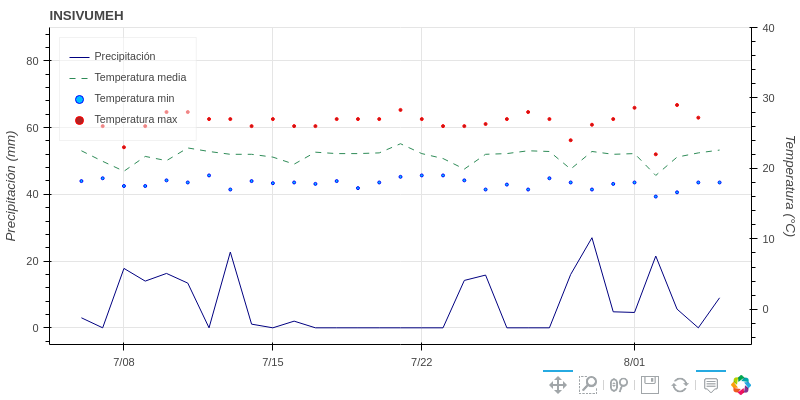 INSIVUMEH
Precipitación
Temperatura media
Temperatura min
Temperatura max
Precipitación (mm)
80
60
40
20
0
40
30
20
10
0
Temperatura (°C)
7/08
7/15
7/22
8/01